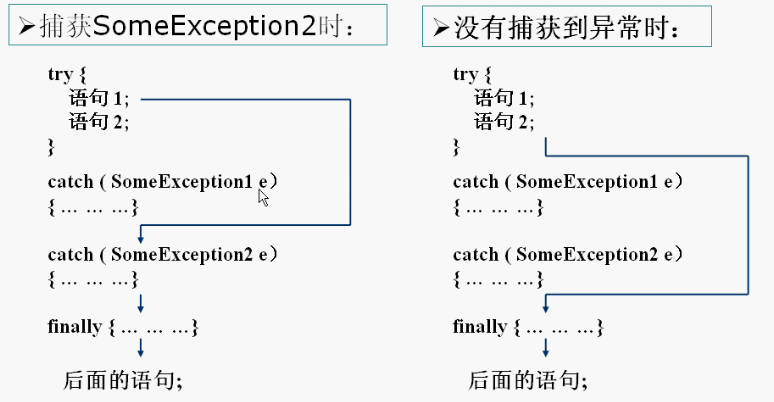 ➢捕获SomeException2时：
try {
语句 1;
语句 2;
}
catch ( SomeException1 e）
{ … … …}
catch ( SomeException2 e）
{ … … …}
finally { … … …}
后面的语句;
➢没有捕获到异常时：
try {
语句 1;
语句 2;
}
catch ( SomeException1 e）
{ … … …}
catch ( SomeException2 e）
{ … … …}
finally { … … …}
后面的语句;